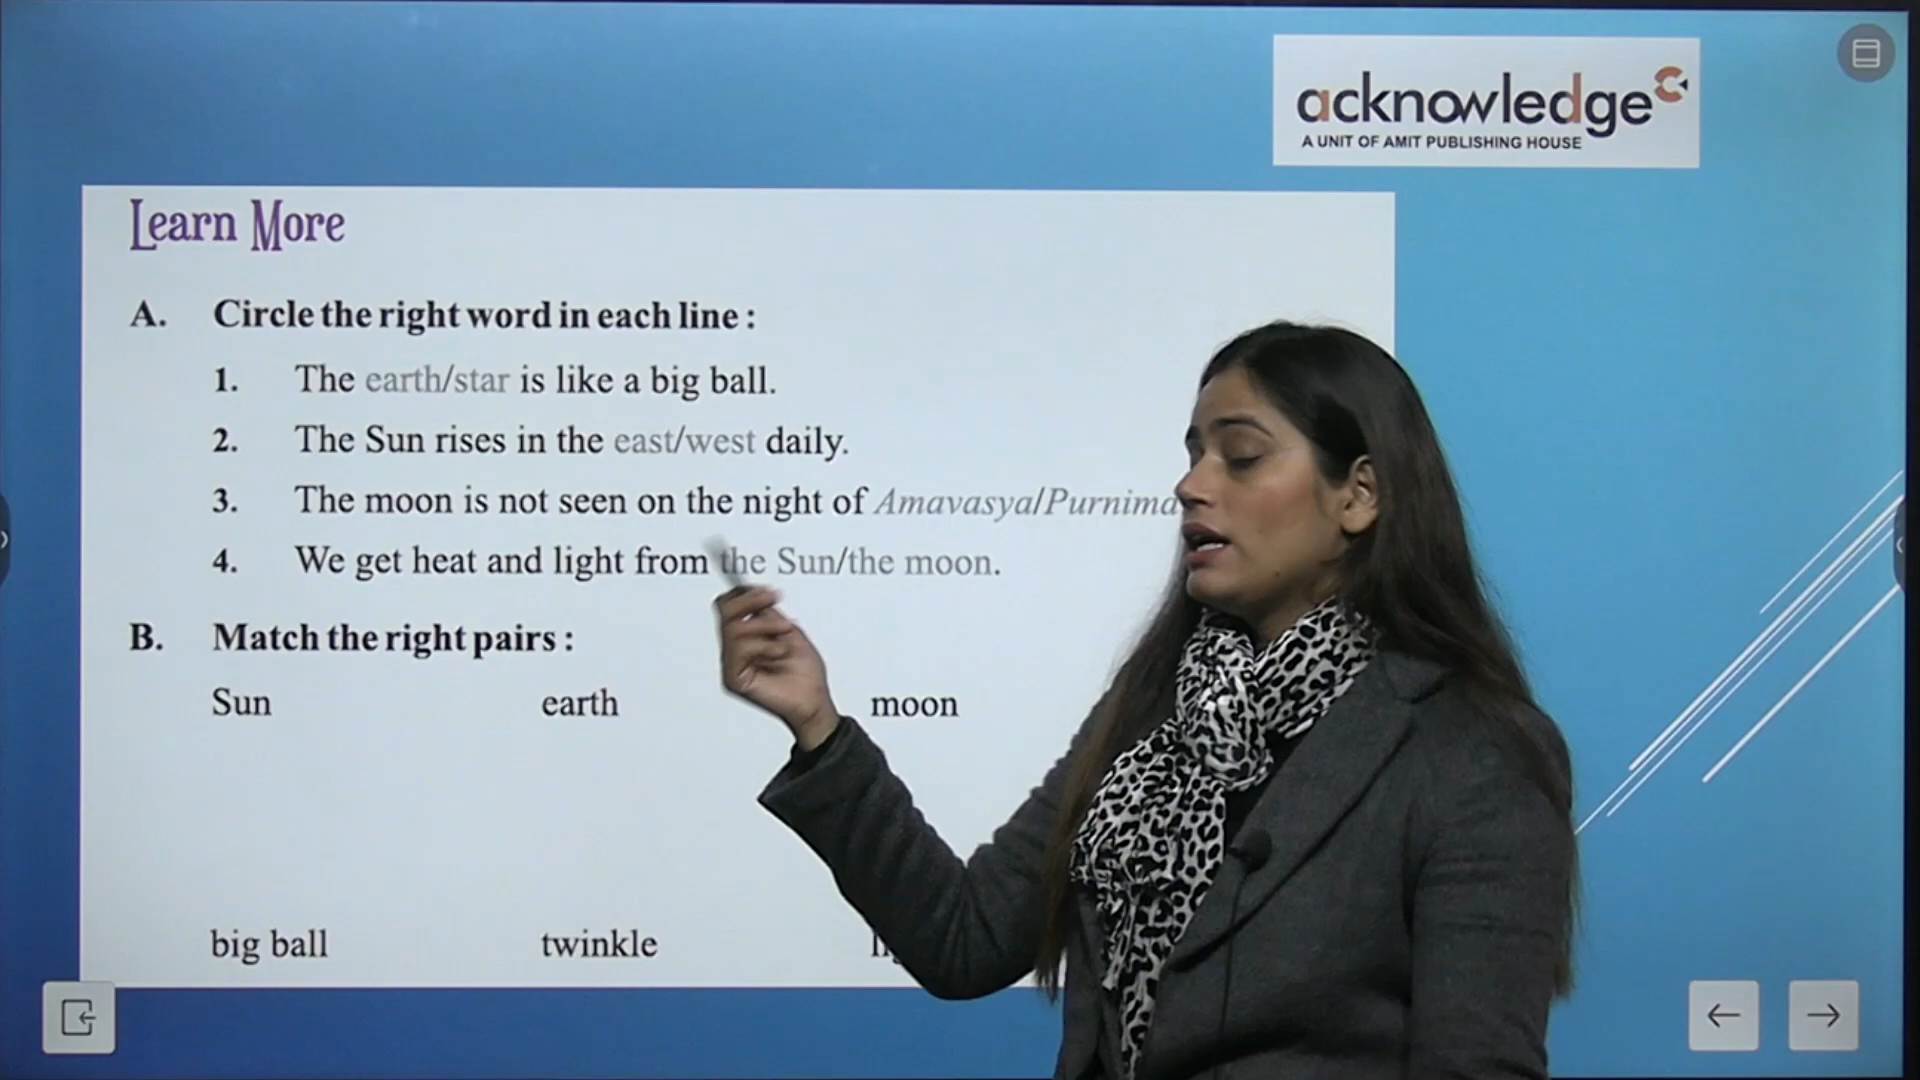 acknowledge
A UNIT OF AMIT PUBLISHING HOUSE
Learn More
A. Circle the right word in each line :
1. The earth/star is like a big ball.
2. The Sun rises in the east/west daily.
3. The moon is not seen on the night of Amavasya/Purnima
4. We get heat and light from the Sun/the moon.
B. Match the right pairs :
Sun earth moon
big ball twinkle